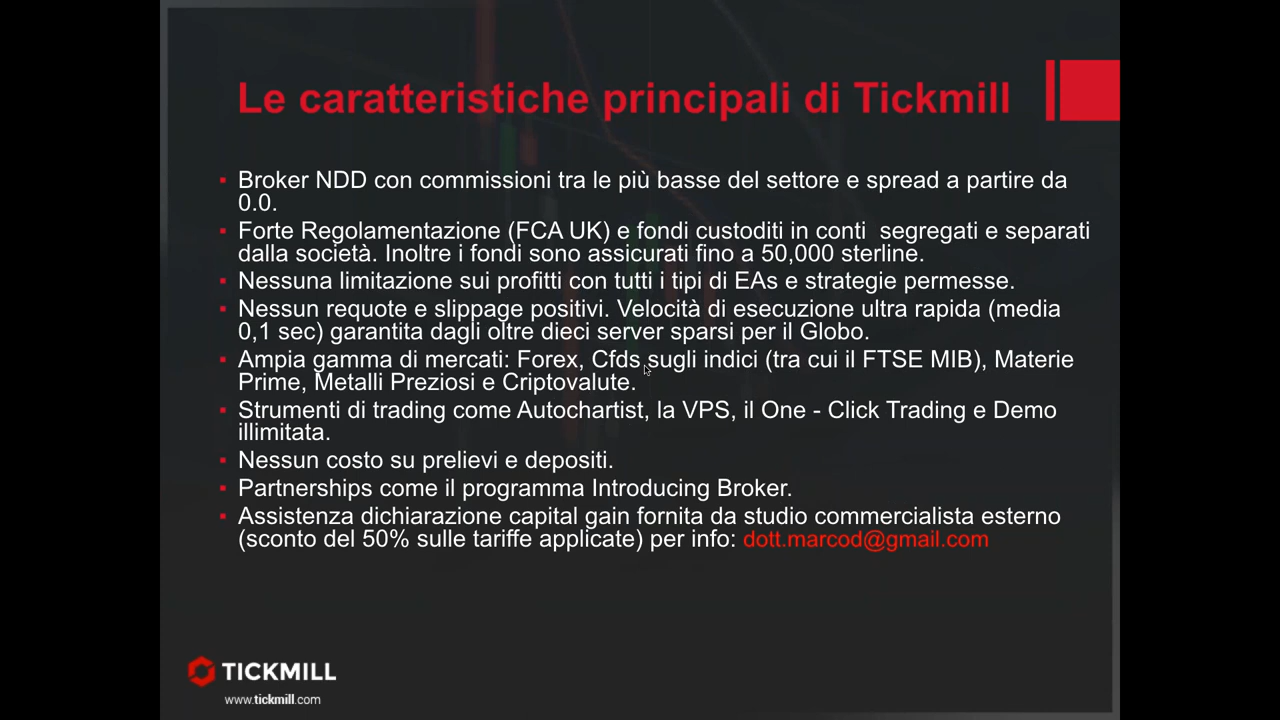 Le caratteristiche principali di Tickmill
▪ Broker NDD con commissioni tra le più basse del settore e spread a partire da
0.0.
▪ Forte Regolamentazione (FCA UK) e fondi custoditi in conti  segregati e separati
dalla società. Inoltre i fondi sono assicurati fino a 50,000 sterline.
▪ Nessuna limitazione sui profitti con tutti i tipi di EAs e strategie permesse.
▪ Nessun requote e slippage positivi. Velocità di esecuzione ultra rapida (media
0,1 sec) garantita dagli oltre dieci server sparsi per il Globo.
▪ Ampia gamma di mercati: Forex, Cfds sugli indici (tra cui il FTSE MIB), Materie
Prime, Metalli Preziosi e Criptovalute.
▪ Strumenti di trading come Autochartist, la VPS, il One - Click Trading e Demo
illimitata.
▪ Nessun costo su prelievi e depositi.
▪ Partnerships come il programma Introducing Broker.
▪ Assistenza dichiarazione capital gain fornita da studio commercialista esterno
(sconto del 50% sulle tariffe applicate) per info: dott.marcod@gmail.com
TICKMILL
www.tickmill.com